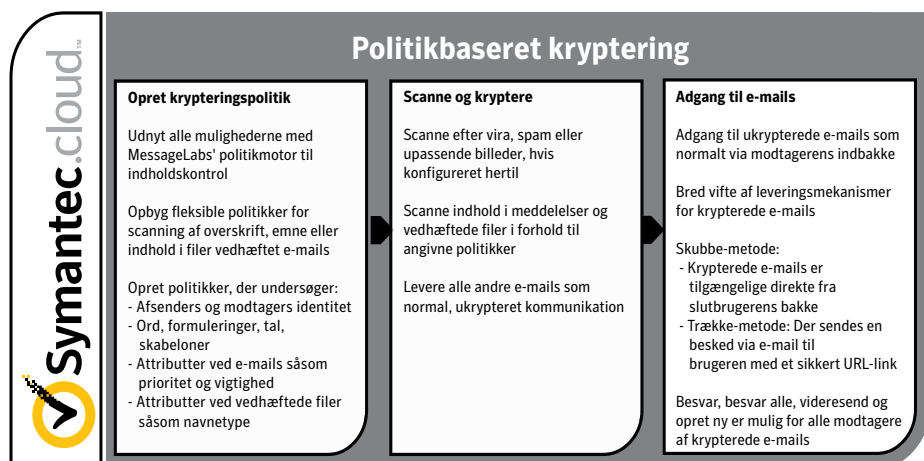 Symantec.cloud™
Politikbaseret kryptering
Opret krypteringspolitik
Udnyt alle mulighederne med
MessageLabs' politikmotor til
indholdskontrol
Opbyg fleksible politikker for
scanning af overskrift, emne eller
indhold i filer vedhæftet e-mails
Opret politikker, der undersøger:
- Afsenders og modtagers identitet
- Ord, formuleringer, tal,
skabeloner
- Attributter ved e-mails såsom
prioritet og vigtighed
- Attributter ved vedhæftede filer
såsom navnetype
Scanne og kryptere
Scanne efter vira, spam eller
upassende billeder, hvis
konfigureret hertil
Scanne indhold i meddelelser og
vedhæftede filer i forhold til
angivne politikker
Levere alle andre e-mails som
normal, ukrypteret kommunikation
Adgang til e-mails
Adgang til ukrypterede e-mails som
normalt via modtagerens indbakke
Bred vifte af leveringsmekanismer
for krypterede e-mails
Skubbe-metode:
- Krypterede e-mails er
tilgængelige direkte fra
slutbrugerens bakke
- Trække-metode: Der sendes en
besked via e-mail til
brugeren med et sikkert URL-link
Besvar, besvar alle, videresend og
opret ny er mulig for alle modtagere
af krypterede e-mails